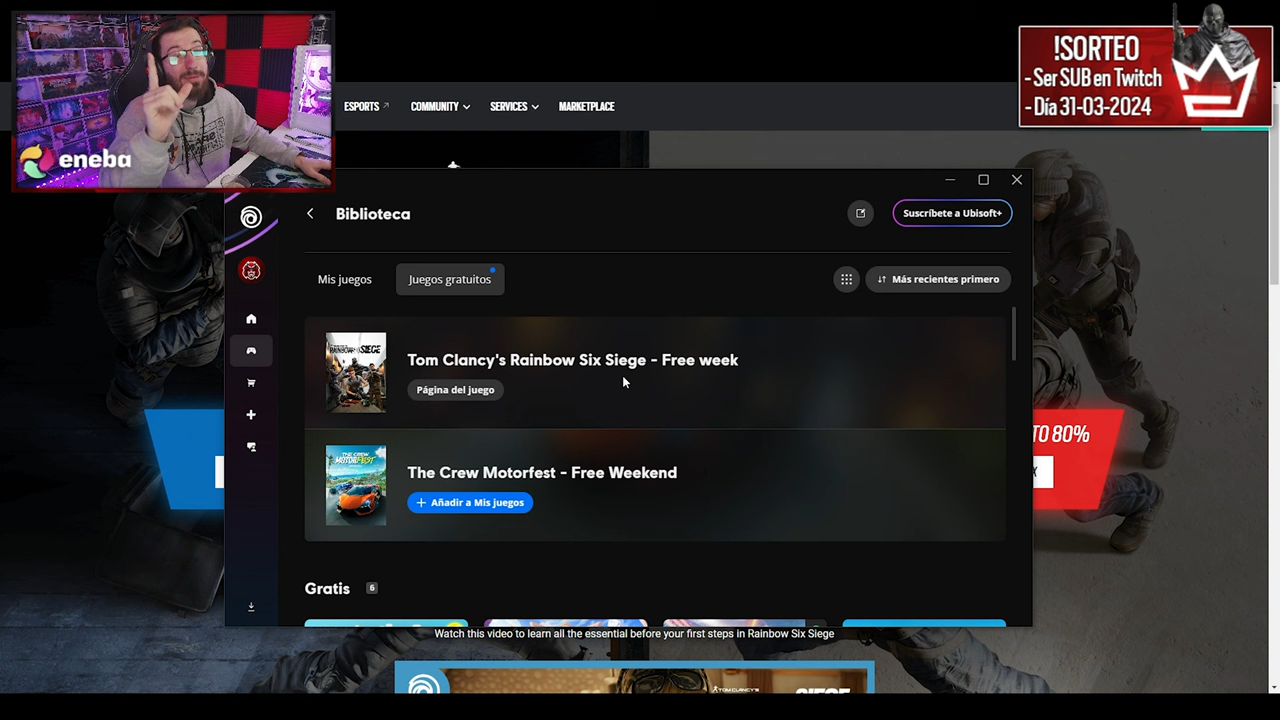 !SORTEO
- Ser SUB en Twitch
- Día 31-03-2024
eneba
ESPORTS
COMMUNITY
SERVICES
MARKETPLACE
Biblioteca
Suscríbete a Ubisoft+
Mis juegos
Juegos gratuitos
Más recientes primero
Tom Clancy's Rainbow Six Siege - Free week
Página del juego
TO 80%
The Crew Motorfest - Free Weekend
Añadir a Mis juegos
Gratis
6
Watch this video to learn all the essential before your first steps in Rainbow Six Siege
TOM CLANCY'S